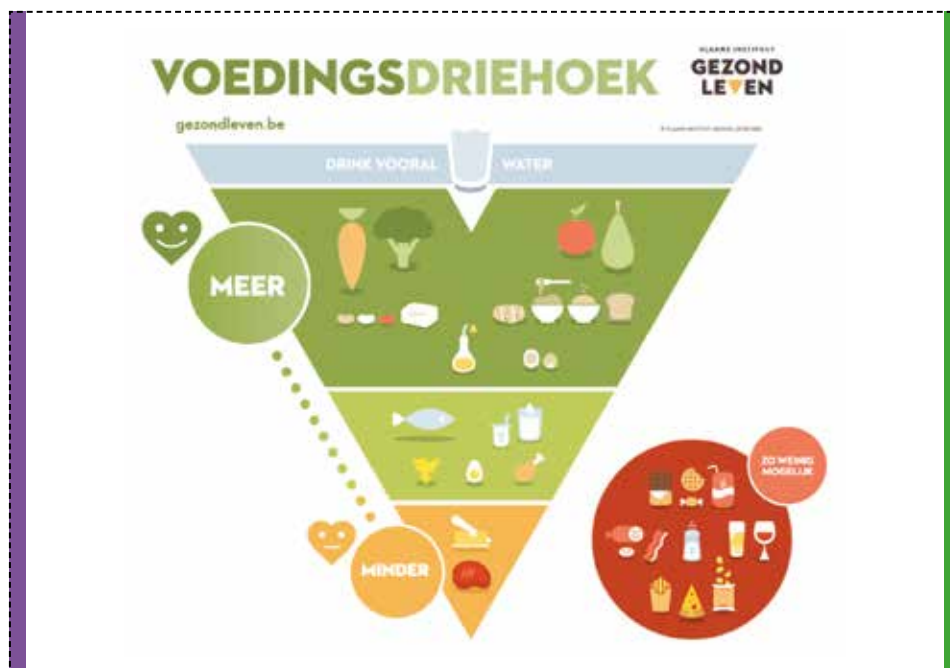 VOEDINGSDRIEHOEK
VLAAMS INSTITUUT
GEZOND
LEVEN
gezondleven.be
DRINK VOORAL WATER
MEER
ZO WEINIG
MOGELIJK
MINDER